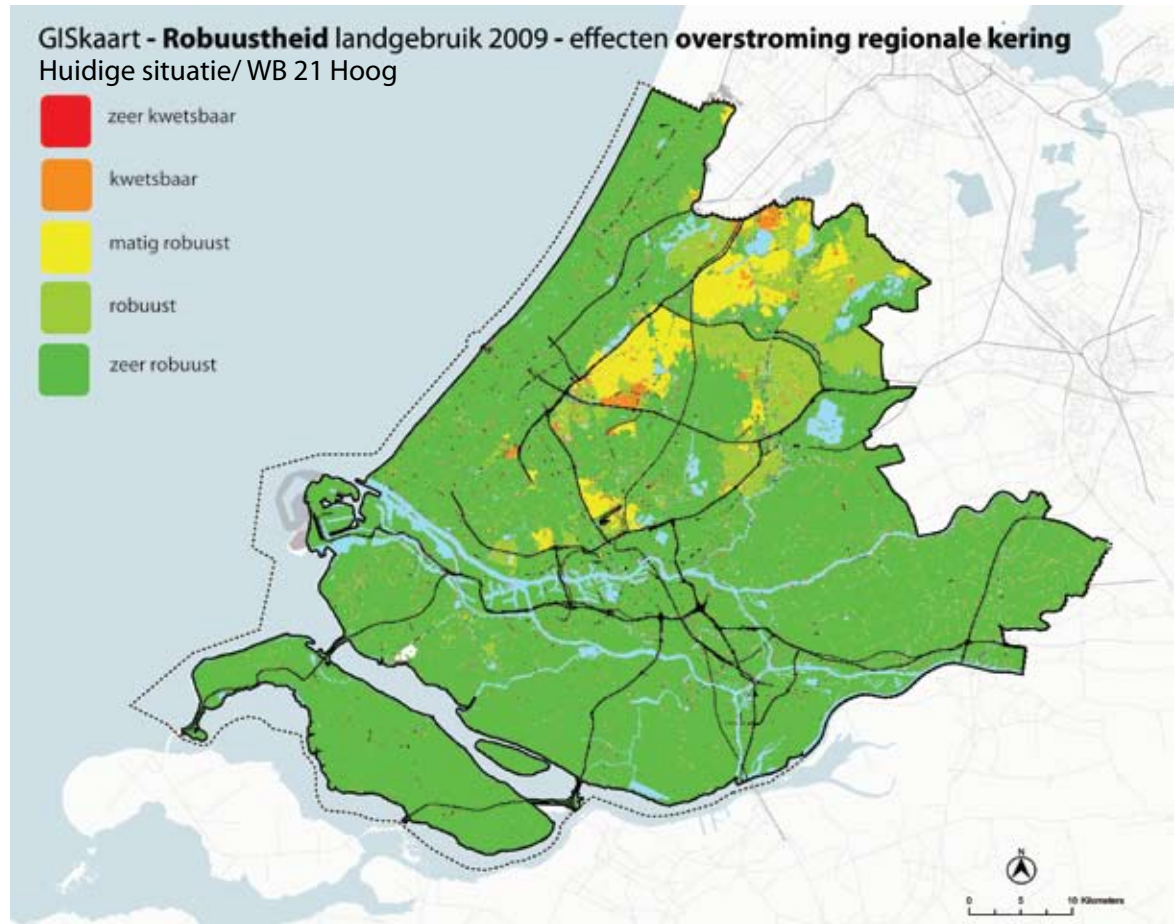 GISkaart - Robuustheid landgebruik 2009 - effecten overstroming regionale kering
Huidige situatie/ WB 21 Hoog
zeer kwetsbaar
kwetsbaar
matig robuust
robuust
zeer robuust
N
0 5 10 Kilometers